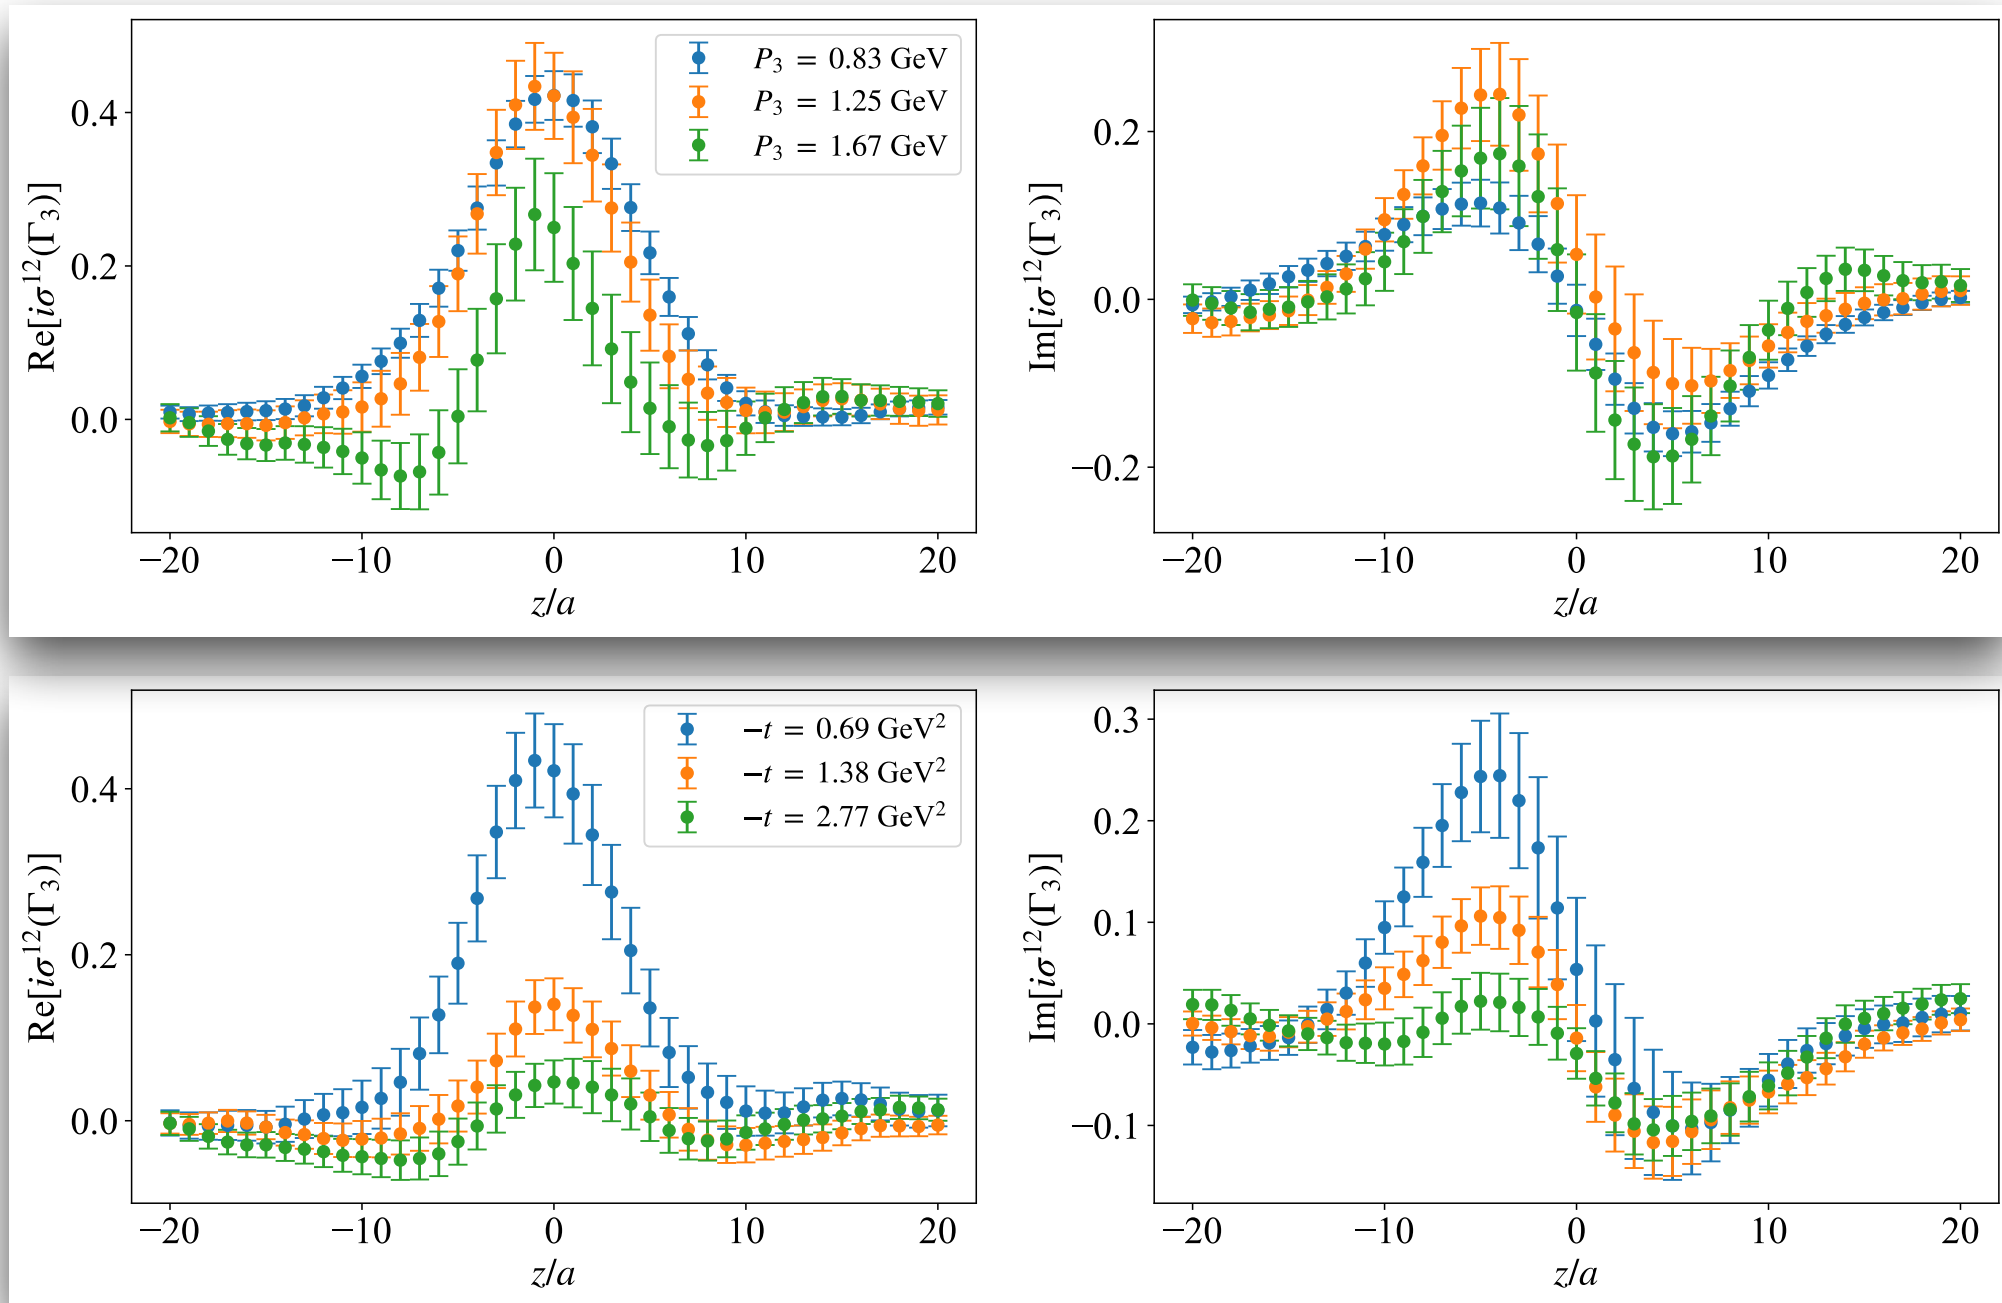 Re[iσ¹²(Γ₃)]
0.4
0.2
0.0
−20
−10
0
10
20
z/a
P₃ = 0.83 GeV
P₃ = 1.25 GeV
P₃ = 1.67 GeV
Im[iσ¹²(Γ₃)]
0.2
0.0
−0.2
−20
−10
0
10
20
z/a
Re[iσ¹²(Γ₃)]
0.4
0.2
0.0
−20
−10
0
10
20
z/a
−t = 0.69 GeV²
−t = 1.38 GeV²
−t = 2.77 GeV²
Im[iσ¹²(Γ₃)]
0.3
0.2
0.1
0.0
−0.1
−20
−10
0
10
20
z/a